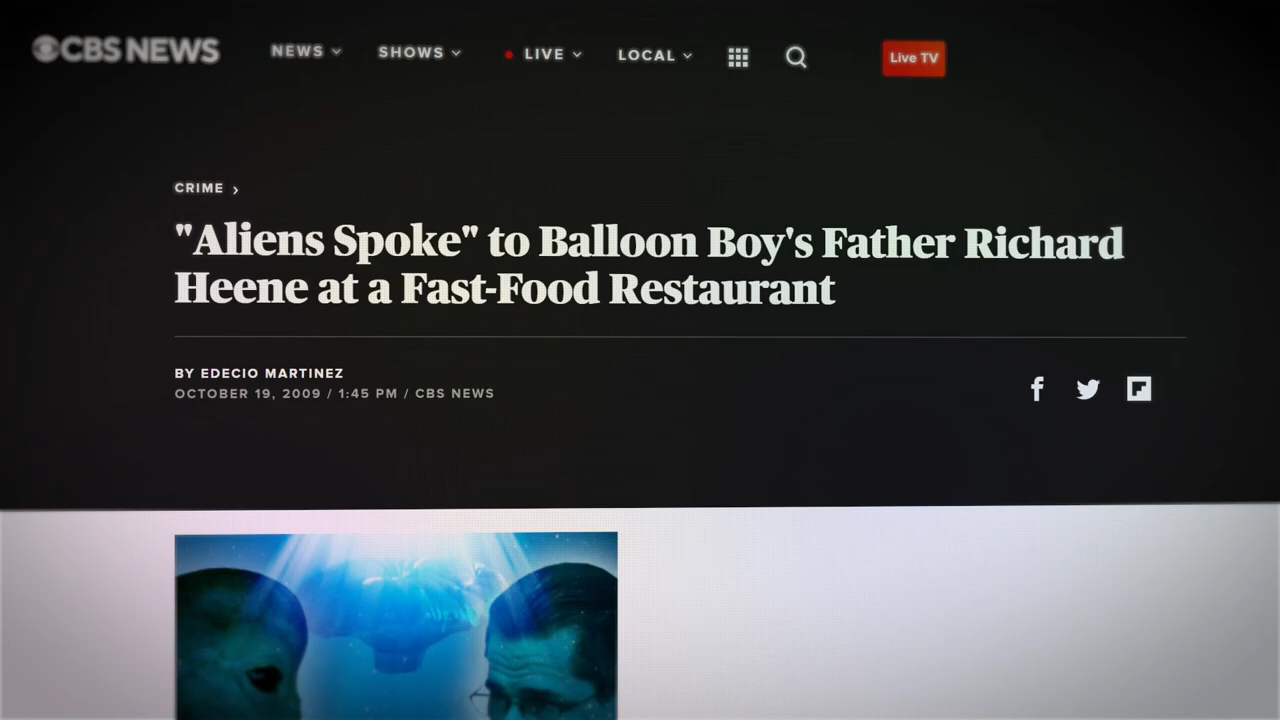 CBS NEWS NEWS SHOWS LIVE LOCAL Live TV
CRIME
"Aliens Spoke" to Balloon Boy's Father Richard
Heene at a Fast-Food Restaurant
BY EDECIO MARTINEZ
OCTOBER 19, 2009 / 1:45 PM / CBS NEWS